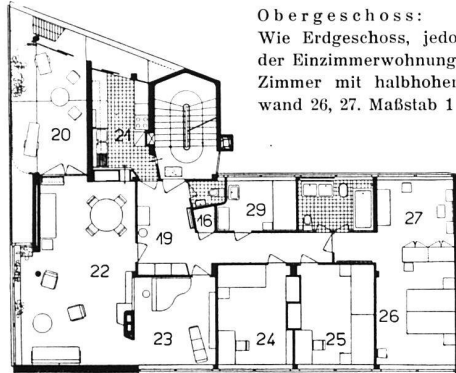 Obergeschoss:
Wie Erdgeschoss, jedo
der Einzimmerwohnung
Zimmer mit halbhoher
wand 26, 27. Maßstab 1
20
21
16
29
27
19
22
23
24
25
26